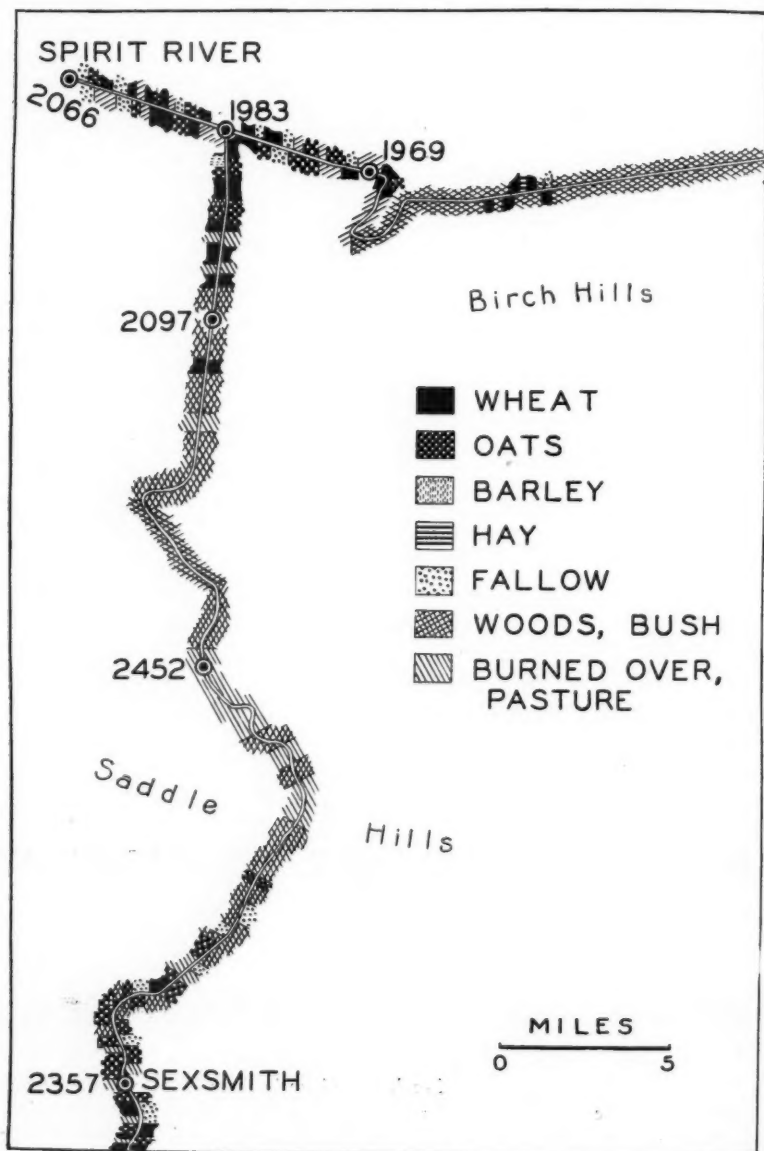 SPIRIT RIVER
2066
1983
1969
2097
Birch Hills
WHEAT
OATS
BARLEY
HAY
FALLOW
WOODS, BUSH
BURNED OVER,
PASTURE
2452
Saddle
Hills
MILES
0 5
2357 SEXSMITH